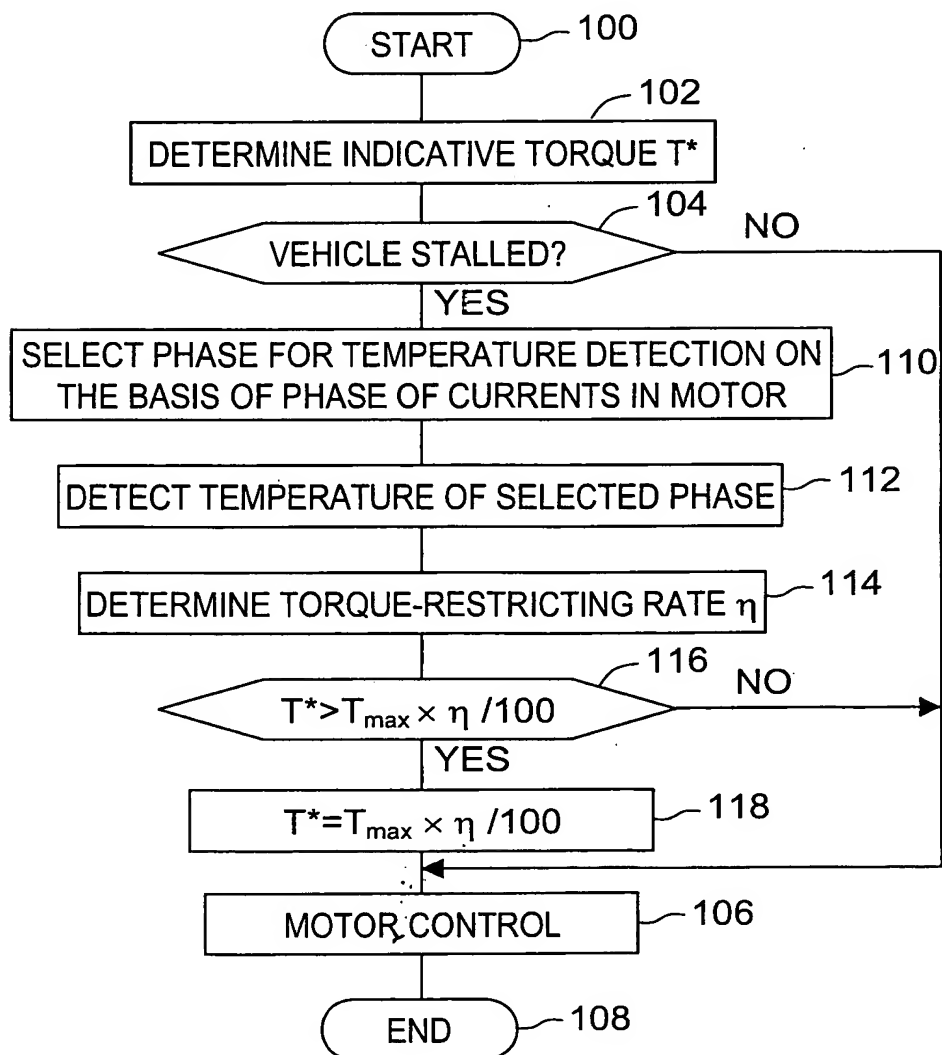 START
100
102
DETERMINE INDICATIVE TORQUE T*
104
VEHICLE STALLED?
NO
YES
SELECT PHASE FOR TEMPERATURE DETECTION ON
THE BASIS OF PHASE OF CURRENTS IN MOTOR
110
DETECT TEMPERATURE OF SELECTED PHASE
112
DETERMINE TORQUE-RESTRICTING RATE η
114
116
T*>Tmax × η /100
NO
YES
T*=Tmax × η /100
118
MOTOR CONTROL
106
END
108